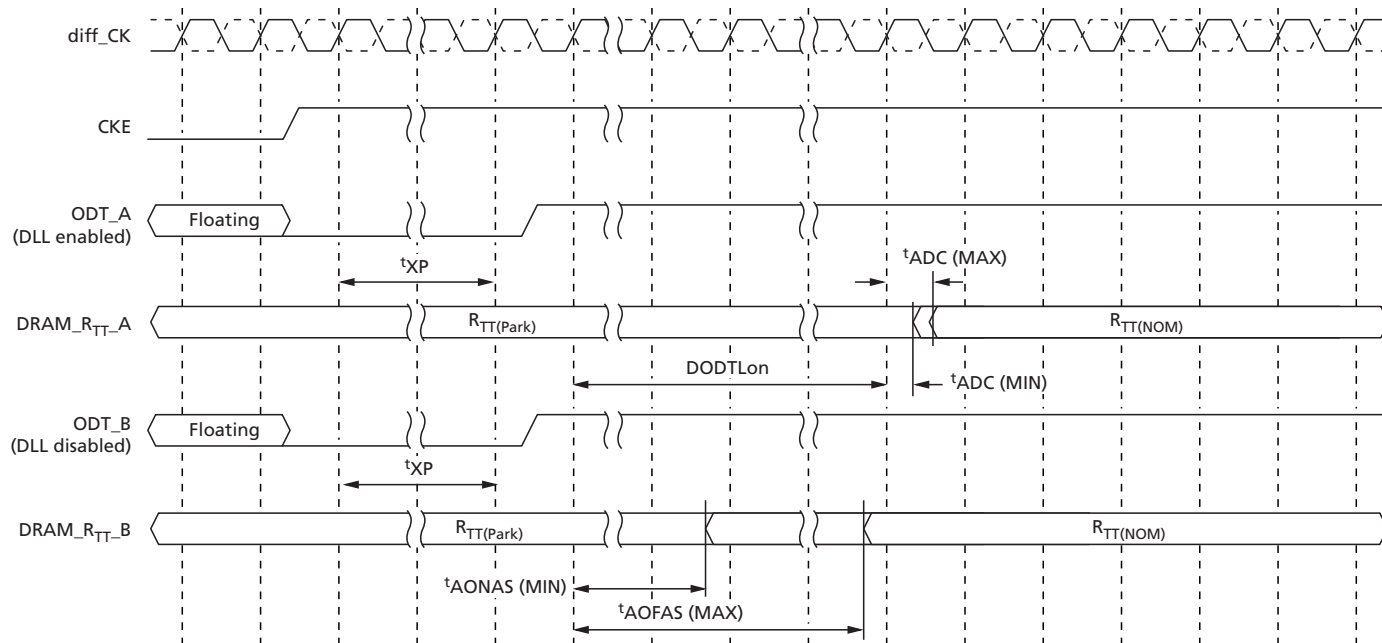 diff_CK
CKE
ODT_A
(DLL enabled)
Floating
tXP
tADC (MAX)
DRAM_RTT_A
RTT(Park)
RTT(NOM)
DODTLon
tADC (MIN)
ODT_B
(DLL disabled)
Floating
tXP
DRAM_RTT_B
RTT(Park)
RTT(NOM)
tAONAS (MIN)
tAOFAS (MAX)